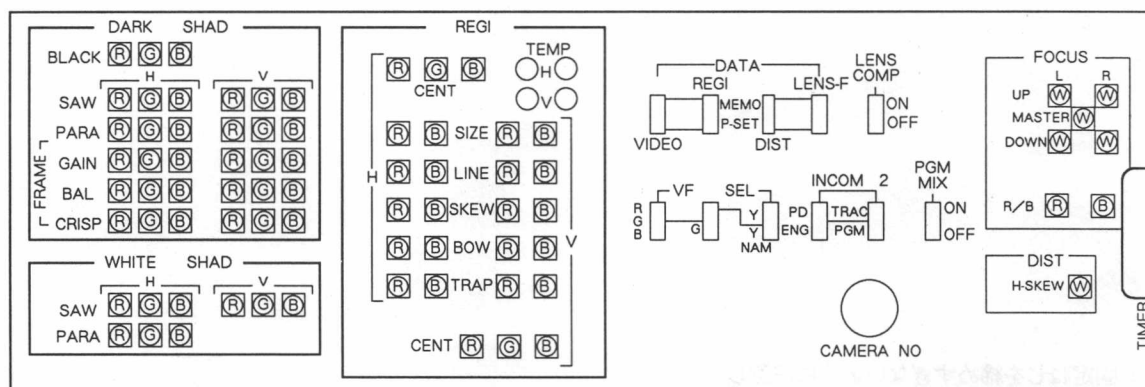 DARK SHAD
BLACK R G B
H V
SAW R G B R G B
PARA R G B R G B
FRAME
GAIN R G B R G B
BAL R G B R G B
CRISP R G B R G B
WHITE SHAD
H V
SAW R G B R G B
PARA R G B
REGI
R G B
CENT
TEMP
H
V
H
R B SIZE R B
R B LINE R B
R B SKEW R B
R B BOW R B
R B TRAP R B
V
CENT R G B
DATA
REGI LENS-F
MEMO
P-SET
VIDEO DIST
LENS
COMP
ON
OFF
VF SEL
R
G
B
G
Y
Y
NAM
INCOM 2
PD TRAC
ENG PGM
PGM
MIX
ON
OFF
CAMERA NO
FOCUS
L R
UP W W
MASTER W
DOWN W W
R/B R B
DIST
H-SKEW W
TIMER